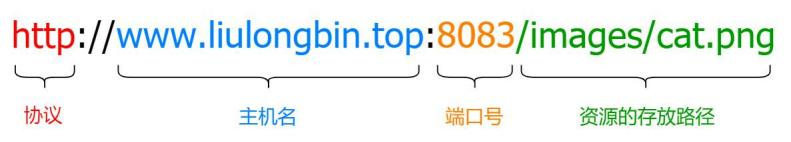 http://www.liulongbin.top:8083/images/cat.png
协议 主机名 端口号 资源的存放路径